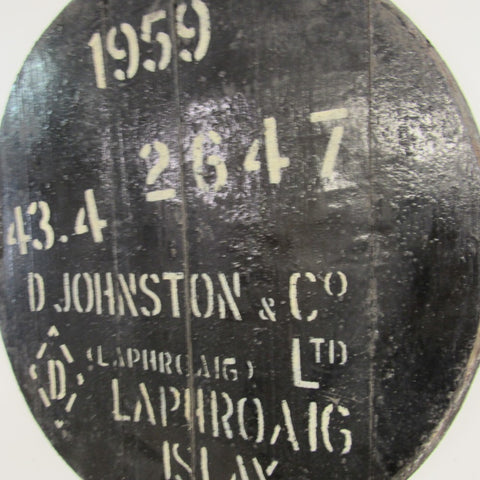 1959
2647
43.4
D JOHNSTON & Co
D (LAPHROAIG) LTD
LAPHROAIG
ISLAY